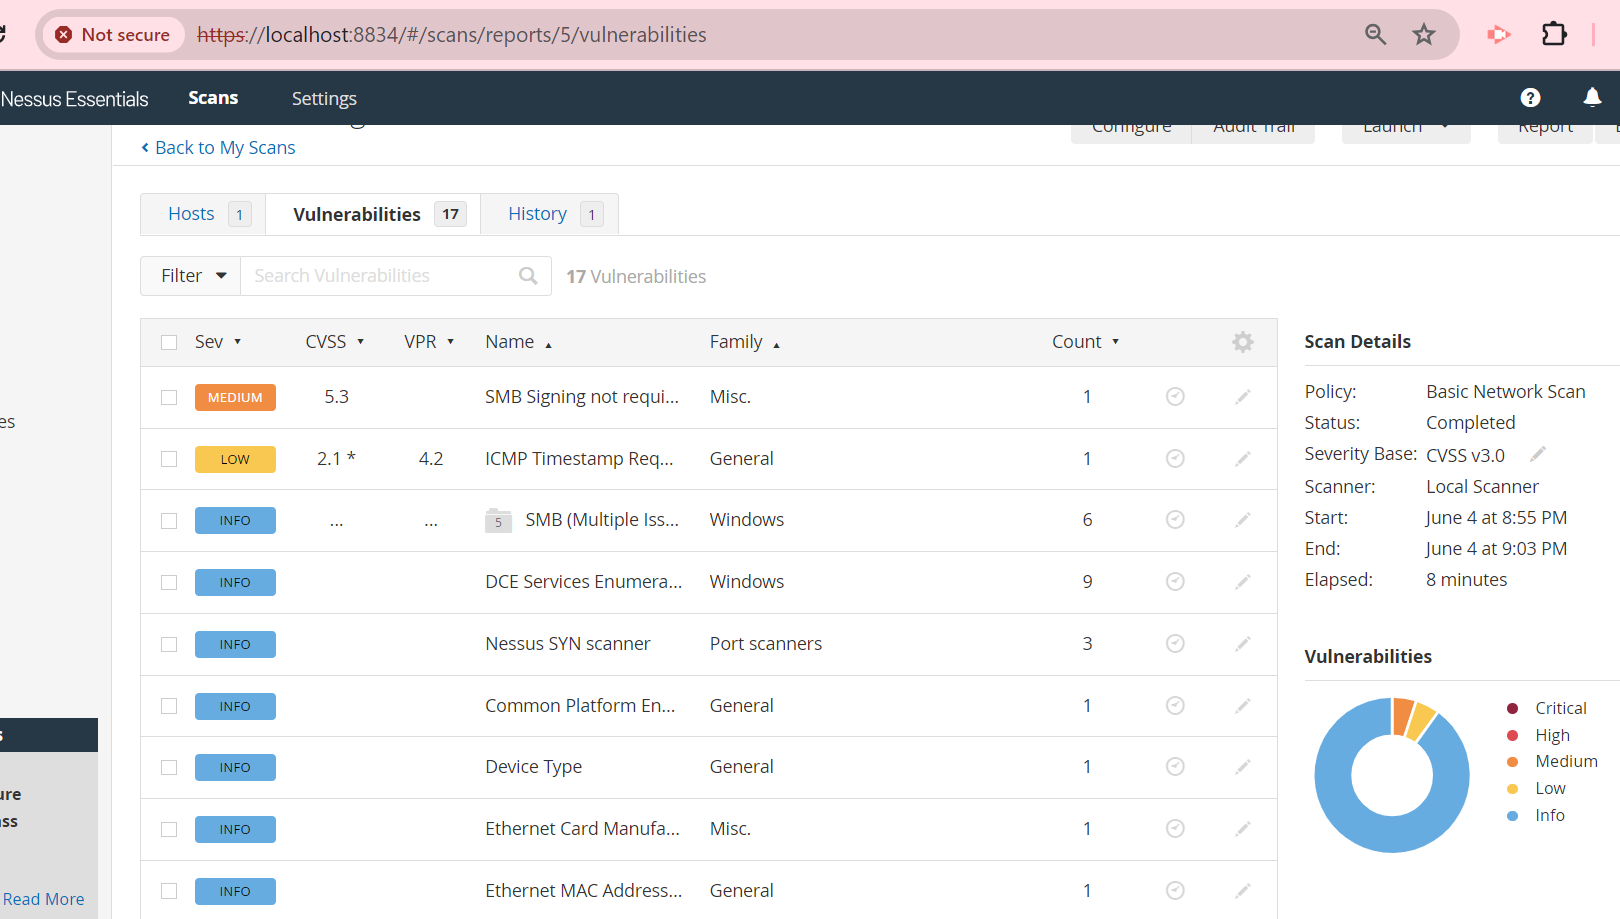 Not secure https://localhost:8834/#/scans/reports/5/vulnerabilities
Nessus Essentials Scans Settings
Configure Audit Trail Launch Report
Back to My Scans
Hosts 1 Vulnerabilities 17 History 1
Filter Search Vulnerabilities 17 Vulnerabilities
Sev CVSS VPR Name Family Count
MEDIUM 5.3 SMB Signing not requi... Misc. 1
LOW 2.1 * 4.2 ICMP Timestamp Req... General 1
INFO ... ... 5 SMB (Multiple Iss... Windows 6
INFO DCE Services Enumera... Windows 9
INFO Nessus SYN scanner Port scanners 3
INFO Common Platform En... General 1
INFO Device Type General 1
INFO Ethernet Card Manufa... Misc. 1
INFO Ethernet MAC Address... General 1
Scan Details
Policy: Basic Network Scan
Status: Completed
Severity Base: CVSS v3.0
Scanner: Local Scanner
Start: June 4 at 8:55 PM
End: June 4 at 9:03 PM
Elapsed: 8 minutes
Vulnerabilities
Critical
High
Medium
Low
Info
es
s
ure
ass
Read More